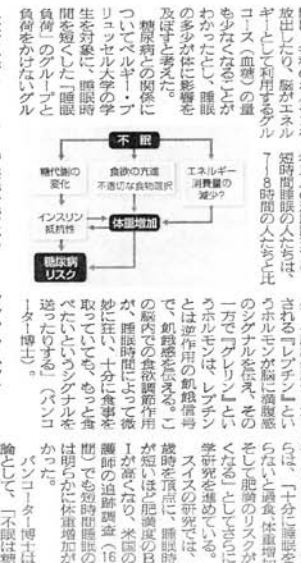 放出したり、脳がエネル
ギーとして利用するグル
コース(血糖)の量
も少なくなることが
わかったとし、睡眠
の多少が体に影響を
及ぼすと考えた。
糖尿病との関係に
ついてベルギー・ブ
リュッセル大学の学
生を対象に、睡眠時
間を短くした「睡眠
負荷」のグループと
負荷をかけないグル
短時間睡眠の人たちは、
7〜8時間の人たちと比
不眠
糖代謝の
変化
食欲の亢進
不適切な食物選択
エネルギー
消費量の
減少?
インスリン
抵抗性
体重増加
糖尿病
リスク
される『レプチン』とい
うホルモンが脳に満腹感
のシグナルを伝え、その
一方で『グレリン』とい
うホルモンは、レプチン
とは逆作用の飢餓信号
で、飢餓感を伝える。こ
の脳内での食欲調節作用
が、睡眠時間によって微
妙に狂い、十分に食事を
取っていても、もっと食
べたいというシグナルを
送ったりする」(バンコ
ーター博士)。
らは、「十分に睡眠を
らないと過食、体重増加
そして肥満のリスクが
くなる」としてさらに
学研究を進めている。
スイスの研究では、
歳時を頂点に、睡眠時
が短いほど肥満度のB
Iが高くなり、米国の
護師の追跡調査(16
間)でも短時間睡眠の
は明らかに体重増加が
かった。
バンコーター博士は
論として、「不眠は糖